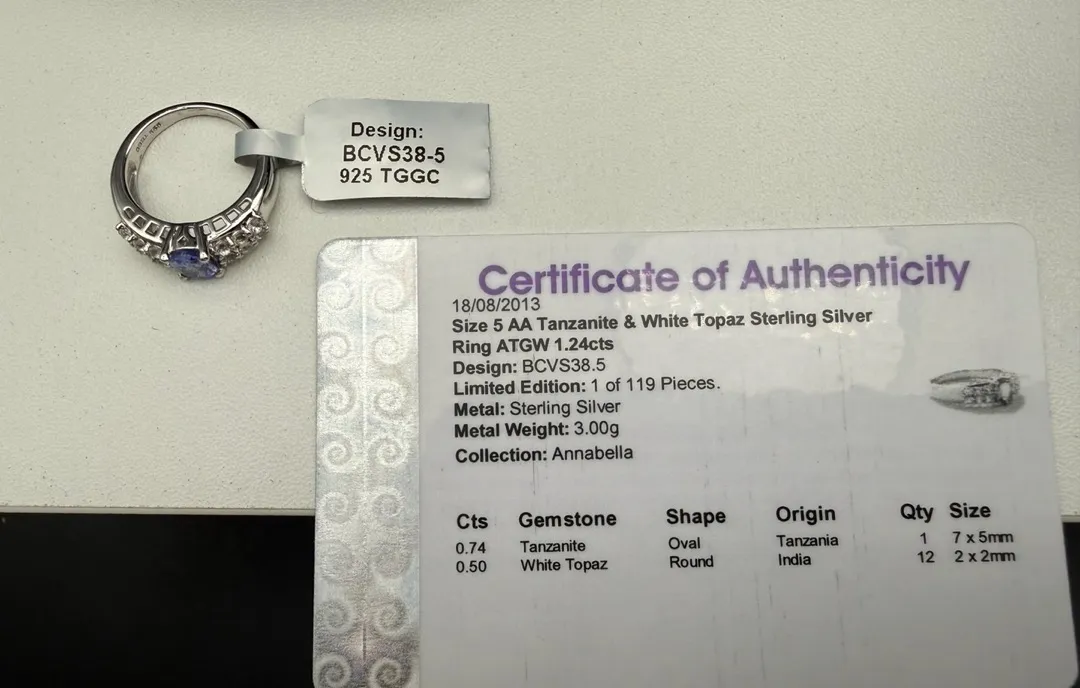 Design:
BCVS38-5
925 TGGC
Certificate of Authenticity
18/08/2013
Size 5 AA Tanzanite & White Topaz Sterling Silver
Ring ATGW 1.24cts
Design: BCVS38.5
Limited Edition: 1 of 119 Pieces.
Metal: Sterling Silver
Metal Weight: 3.00g
Collection: Annabella
Cts Gemstone Shape Origin Qty Size
0.74 Tanzanite Oval Tanzania 1 7 x 5mm
0.50 White Topaz Round India 12 2 x 2mm